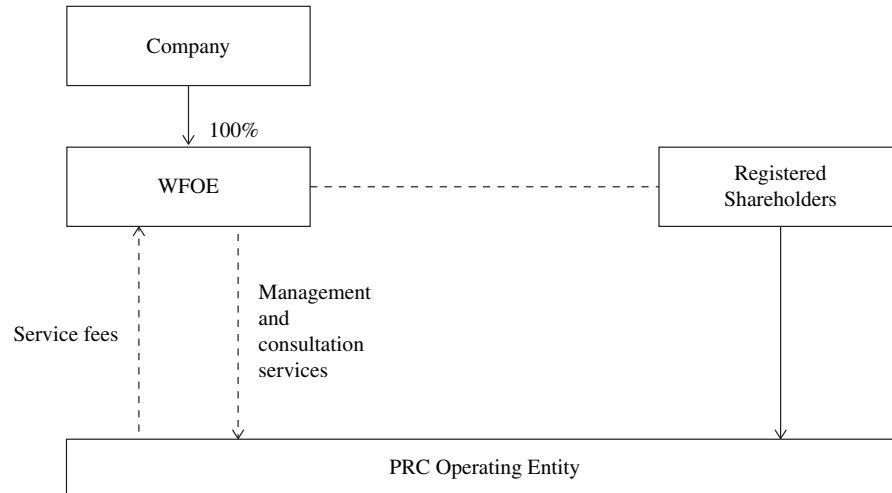 Company
100%
WFOE
Registered
Shareholders
Service fees
Management
and
consultation
services
PRC Operating Entity